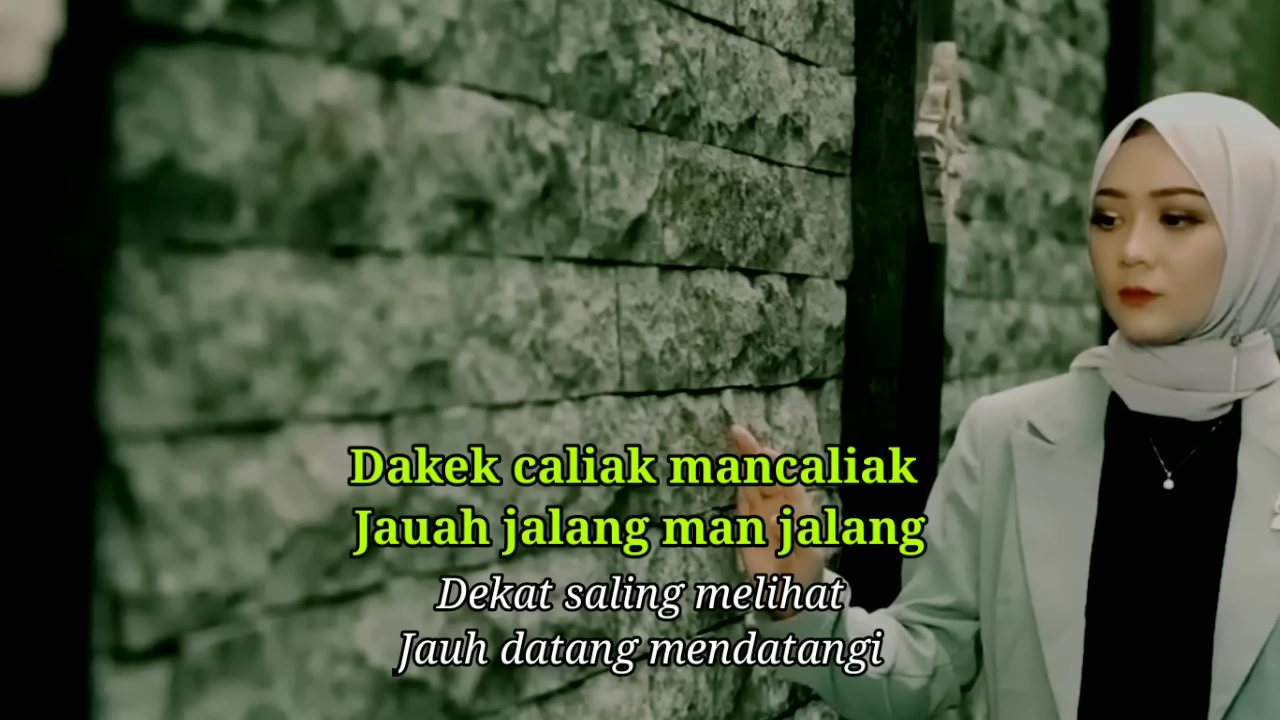 Dakek caliak mancaliak
Jauah jalang man jalang
Dekat saling melihat
Jauh datang mendatangi